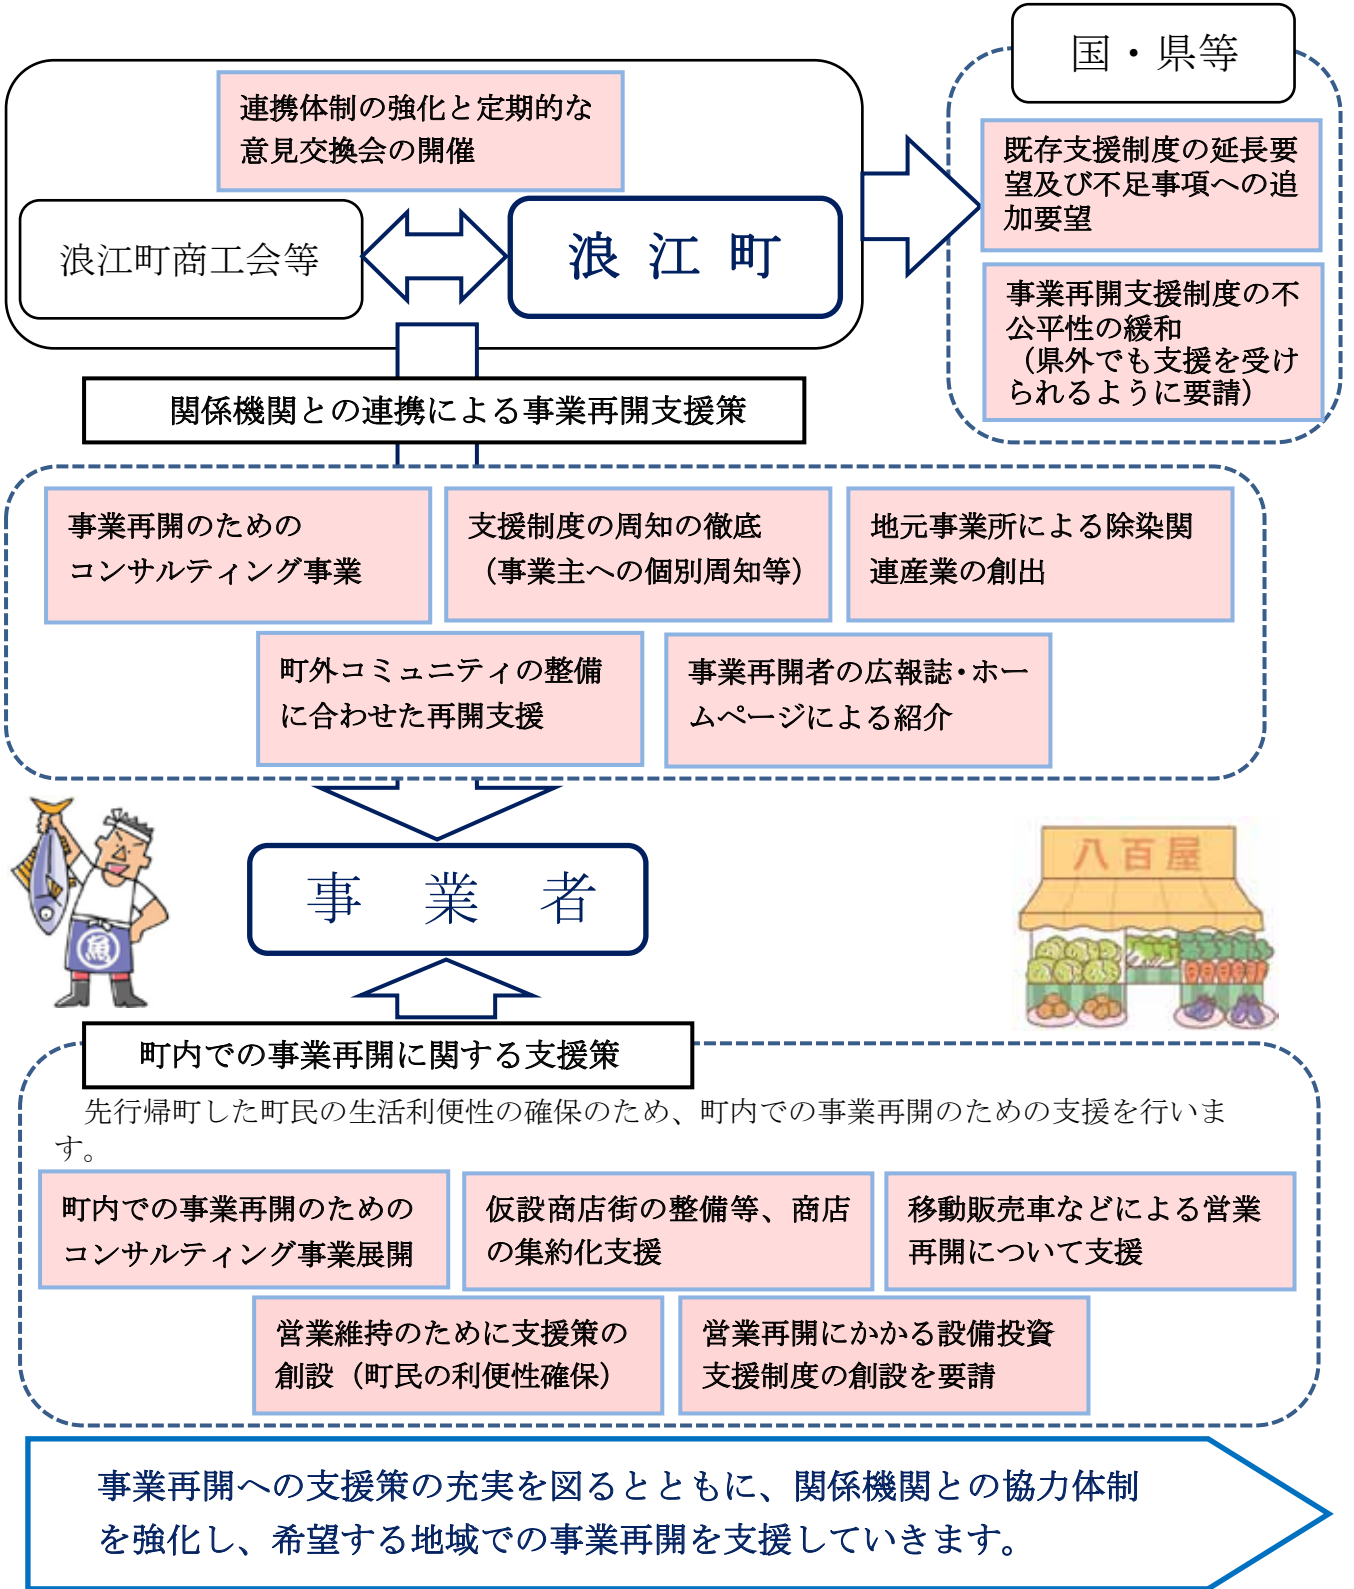 国・県等
連携体制の強化と定期的な
意見交換会の開催
既存支援制度の延長要
望及び不足事項への追
加要望
浪江町商工会等
浪江町
事業再開支援制度の不
公平性の緩和
（県外でも支援を受け
られるように要請）
関係機関との連携による事業再開支援策
事業再開のための
コンサルティング事業
支援制度の周知の徹底
（事業主への個別周知等）
地元事業所による除染関
連産業の創出
町外コミュニティの整備
に合わせた再開支援
事業再開者の広報誌・ホー
ムページによる紹介
八百屋
事業者
魚
町内での事業再開に関する支援策
先行帰町した町民の生活利便性の確保のため、町内での事業再開のための支援を行いま
す。
町内での事業再開のための
コンサルティング事業展開
仮設商店街の整備等、商店
の集約化支援
移動販売車などによる営業
再開について支援
営業維持のために支援策の
創設（町民の利便性確保）
営業再開にかかる設備投資
支援制度の創設を要請
事業再開への支援策の充実を図るとともに、関係機関との協力体制
を強化し、希望する地域での事業再開を支援していきます。